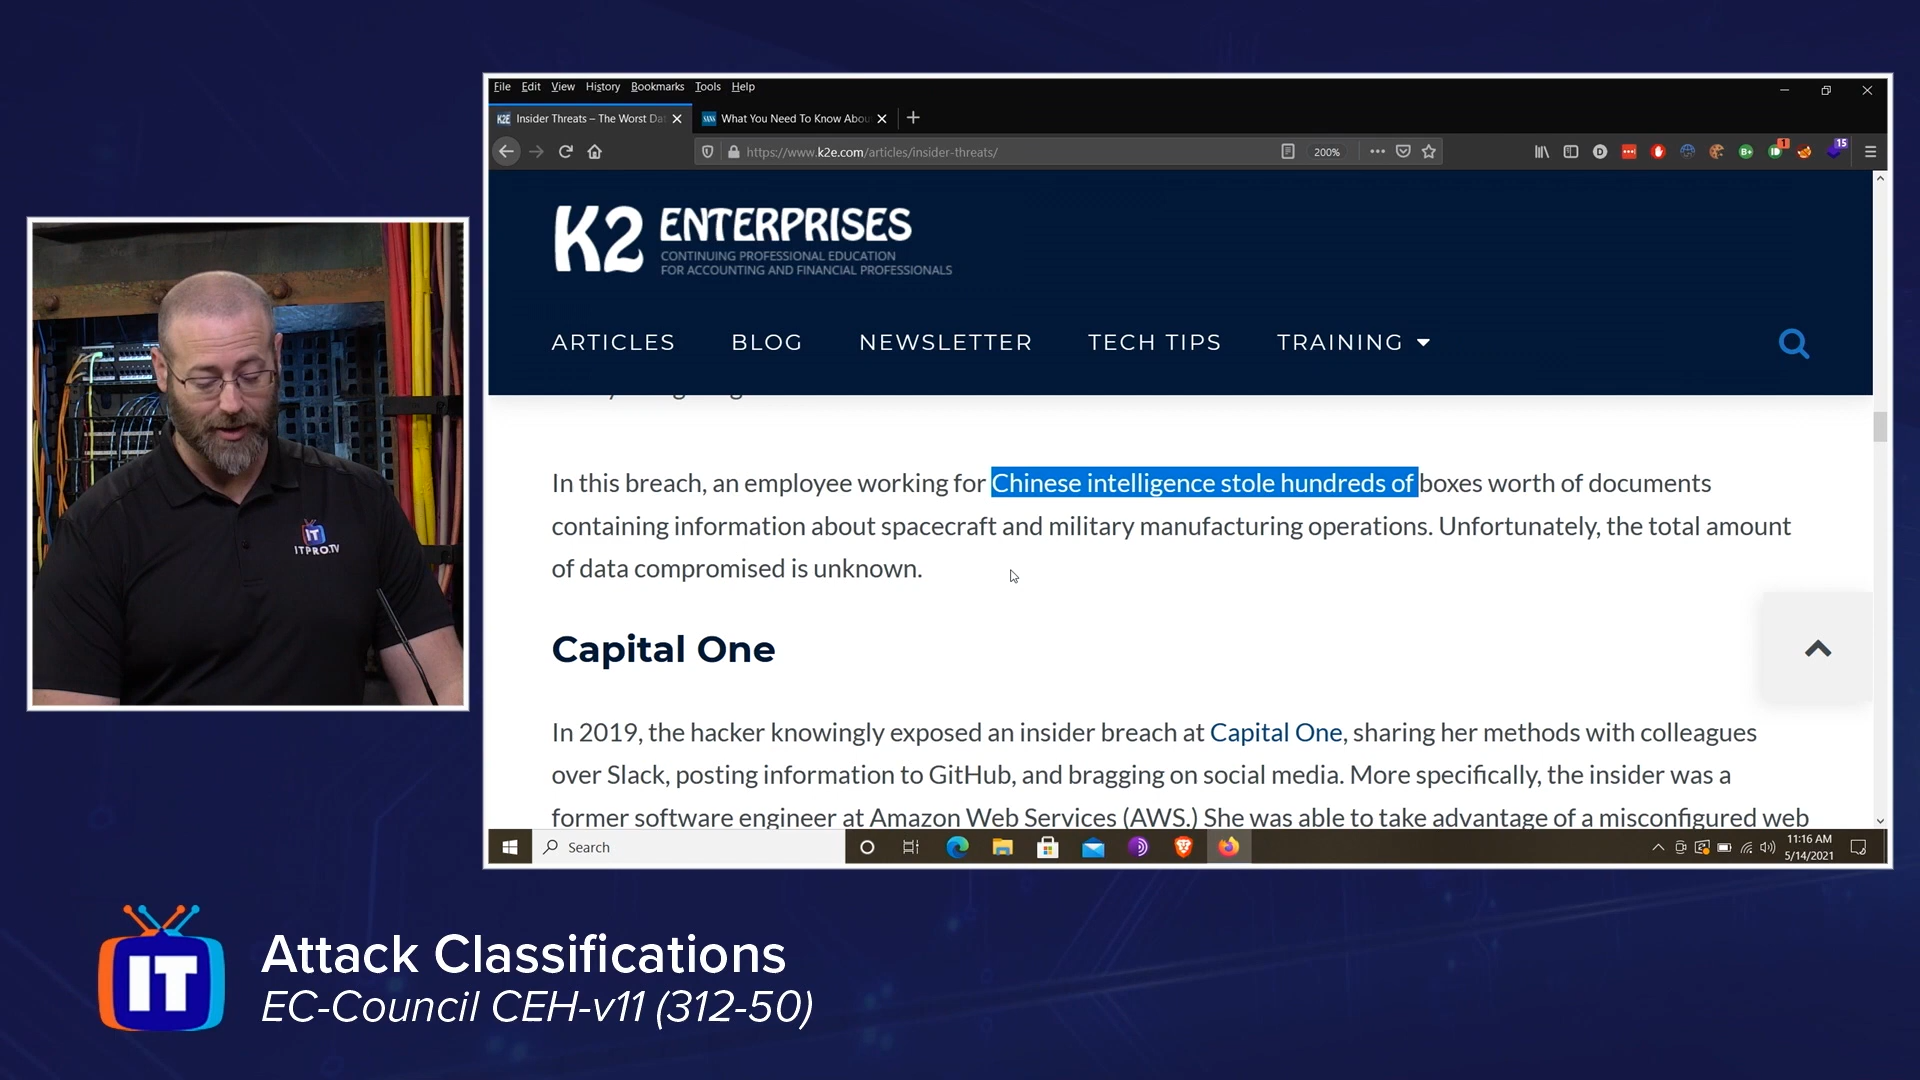 File Edit View History Bookmarks Tools Help
K2E Insider Threats – The Worst Da
SANS What You Need To Know Abou
https://www.k2e.com/articles/insider-threats/
200%
1
15
K2 ENTERPRISES
CONTINUING PROFESSIONAL EDUCATION
FOR ACCOUNTING AND FINANCIAL PROFESSIONALS
ARTICLES BLOG NEWSLETTER TECH TIPS TRAINING
In this breach, an employee working for Chinese intelligence stole hundreds of boxes worth of documents
containing information about spacecraft and military manufacturing operations. Unfortunately, the total amount
of data compromised is unknown.
Capital One
In 2019, the hacker knowingly exposed an insider breach at Capital One, sharing her methods with colleagues
over Slack, posting information to GitHub, and bragging on social media. More specifically, the insider was a
former software engineer at Amazon Web Services (AWS.) She was able to take advantage of a misconfigured web
Search
11:16 AM
5/14/2021
IT
ITPRO.TV
IT
Attack Classifications
EC-Council CEH-v11 (312-50)